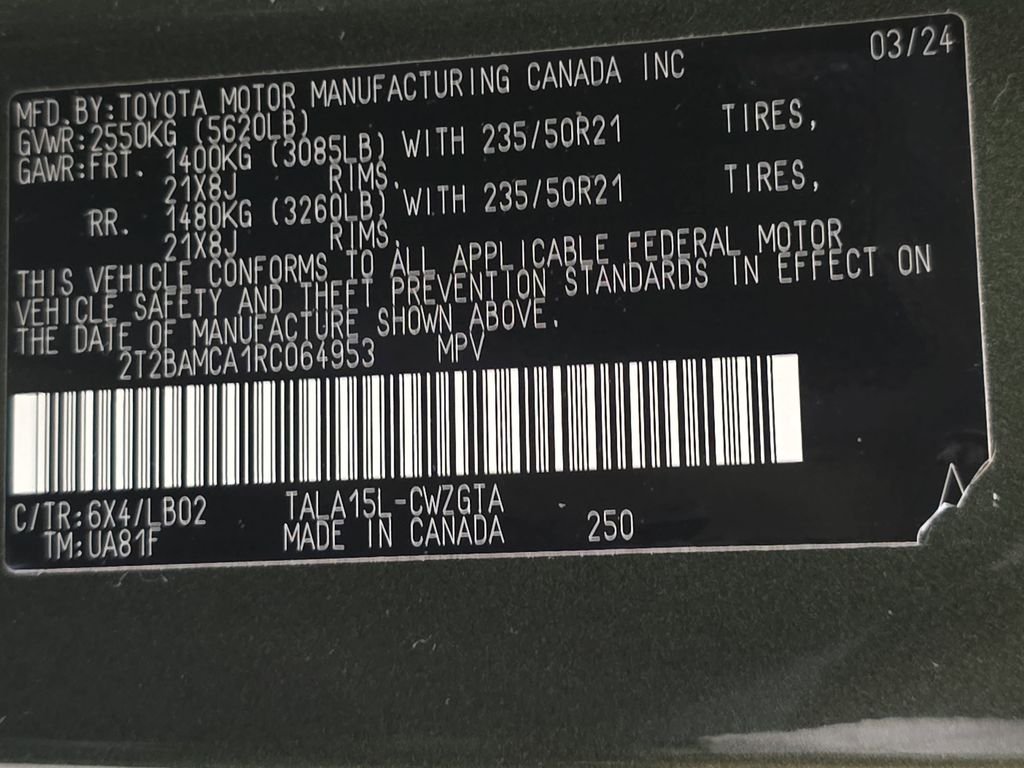 03/24
MFD.BY:TOYOTA MOTOR MANUFACTURING CANADA INC
GVWR:2550KG (5620LB)
GAWR:FRT. 1400KG (3085LB) WITH 235/50R21 TIRES,
21X8J RIMS.
RR. 1480KG (3260LB) WITH 235/50R21 TIRES,
21X8J RIMS.
THIS VEHICLE CONFORMS TO ALL APPLICABLE FEDERAL MOTOR
VEHICLE SAFETY AND THEFT PREVENTION STANDARDS IN EFFECT ON
THE DATE OF MANUFACTURE SHOWN ABOVE.
2T2BAMCA1RC064953 MPV
C/TR:6X4/LB02 TALA15L-CWZGTA
TM:UA81F MADE IN CANADA 250